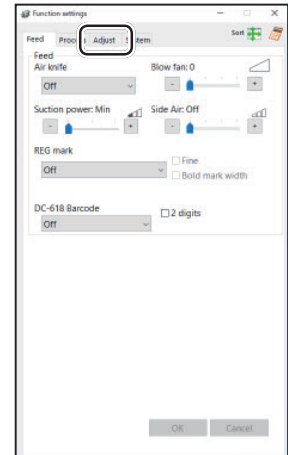 Function settings
Sort
Feed Adjust
Feed
Air knife Blow fan: 0
Off - +
Suction power: Min Side Air: Off
- + - +
REG mark
Off Fine
Bold mark width
DC-618 Barcode 2 digits
Off
OK Cancel